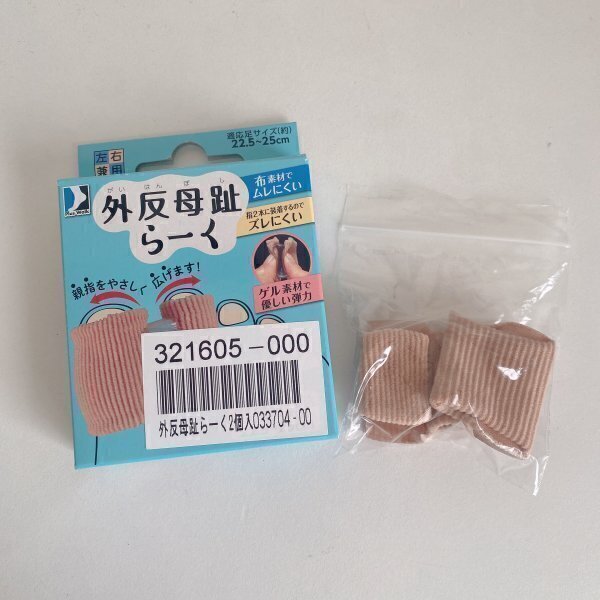 適応足サイズ(約)
22.5~25cm
左右
兼用
がいはんぼし
外反母趾
らーく
布素材で
ムレにくい
指2本に装着するので
ズレにくい
ゲル素材で
優しい弾力
親指をやさしく広げます!
321605-000
外反母趾らーく2個入033704-00